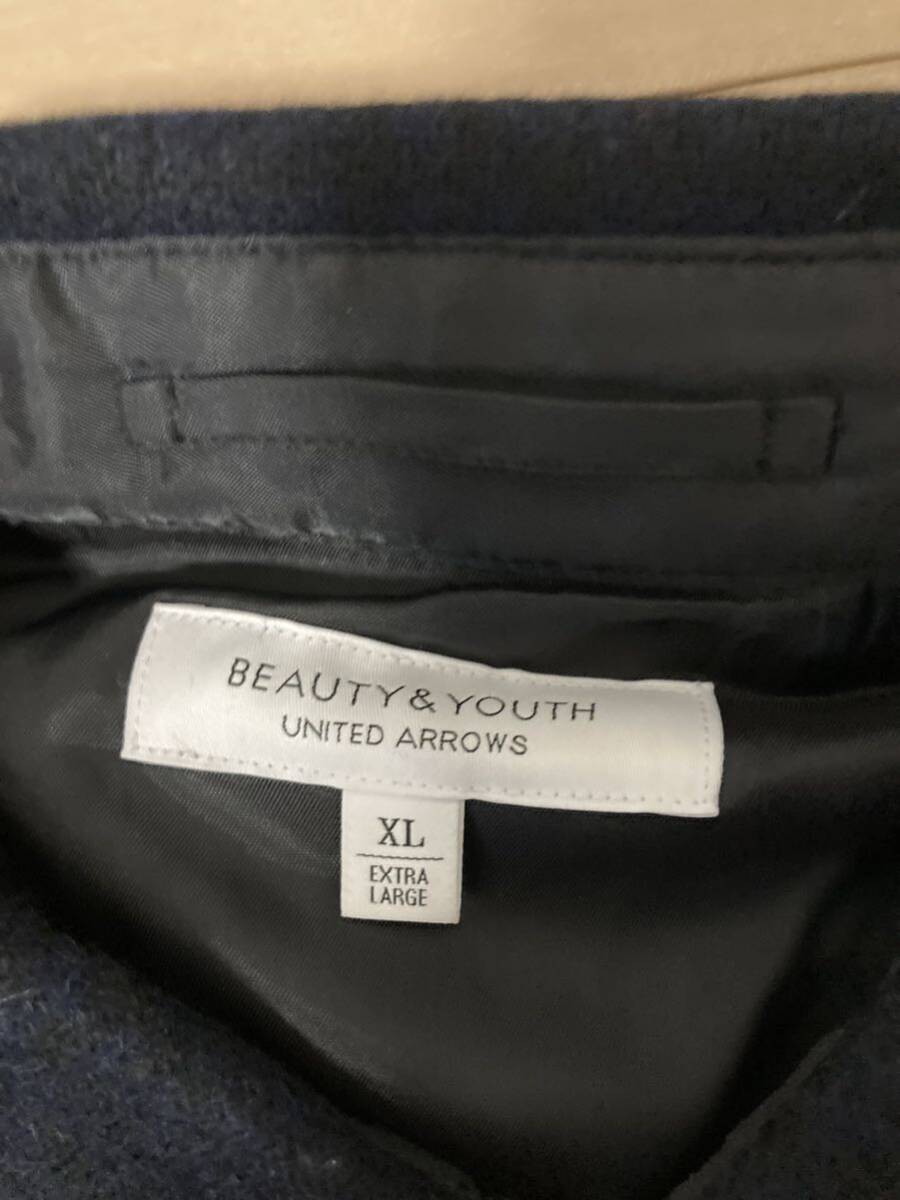 BEAUTY&YOUTH
UNITED ARROWS
XL
EXTRA
LARGE